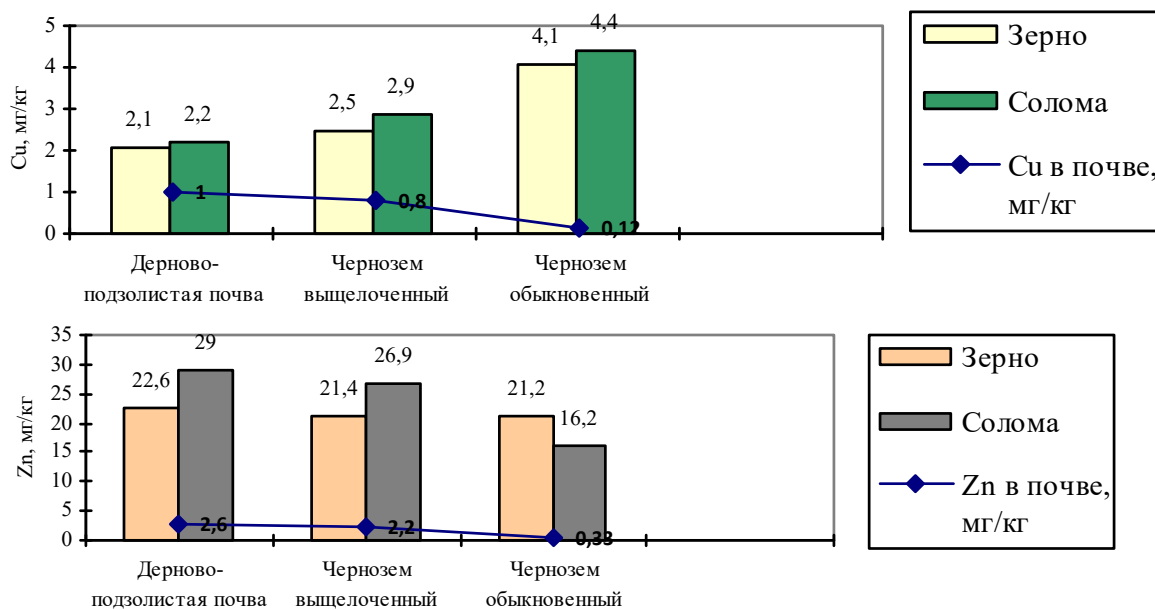 Cu, мг/кг
5
4
3
2
1
0
2,1
2,2
2,5
2,9
4,1
4,4
1
0,8
0,12
Дерново-
подзолистая почва
Чернозем
выщелоченный
Чернозем
обыкновенный
Зерно
Солома
Cu в почве,
мг/кг
Zn, мг/кг
35
30
25
20
15
10
5
0
22,6
29
21,4
26,9
21,2
16,2
2,6
2,2
0,33
Дерново-
подзолистая почва
Чернозем
выщелоченный
Чернозем
обыкновенный
Зерно
Солома
Zn в почве,
мг/кг